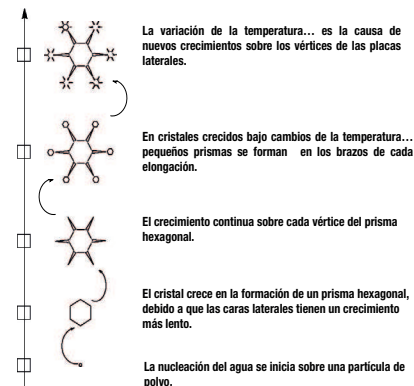 La variación de la temperatura… es la causa de
nuevos crecimientos sobre los vértices de las placas
laterales.
En cristales crecidos bajo cambios de la temperatura…
pequeños prismas se forman en los brazos de cada
elongación.
El crecimiento continua sobre cada vértice del prisma
hexagonal.
El cristal crece en la formación de un prisma hexagonal,
debido a que las caras laterales tienen un crecimiento
más lento.
La nucleación del agua se inicia sobre una partícula de
polvo.